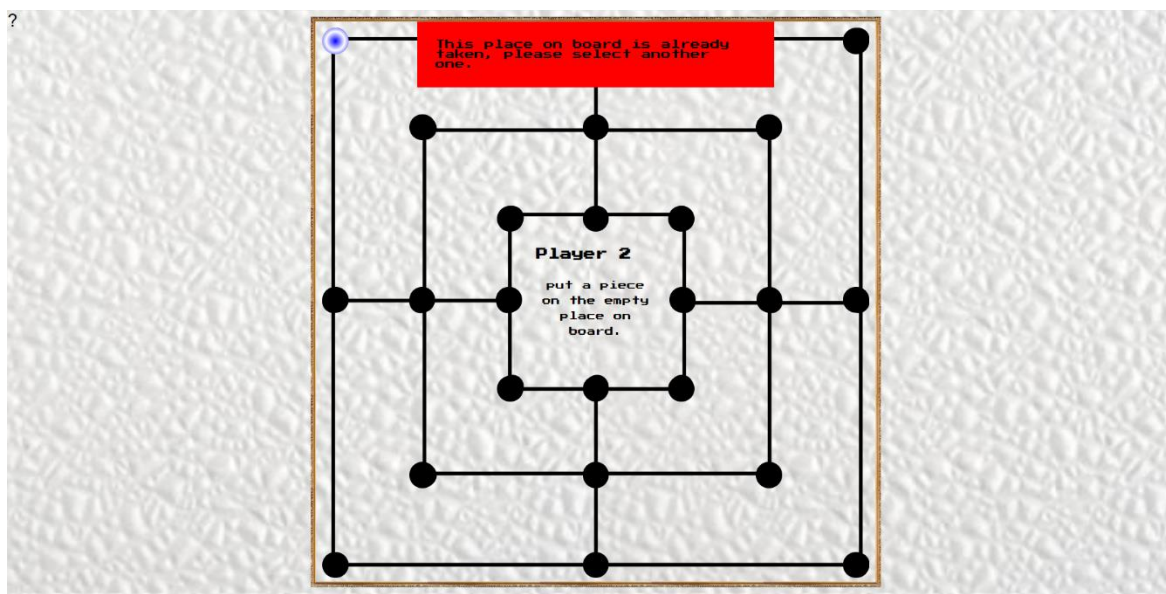 ?
This place on board is already
taken, please select another
one.
Player 2
put a piece
on the empty
place on
board.